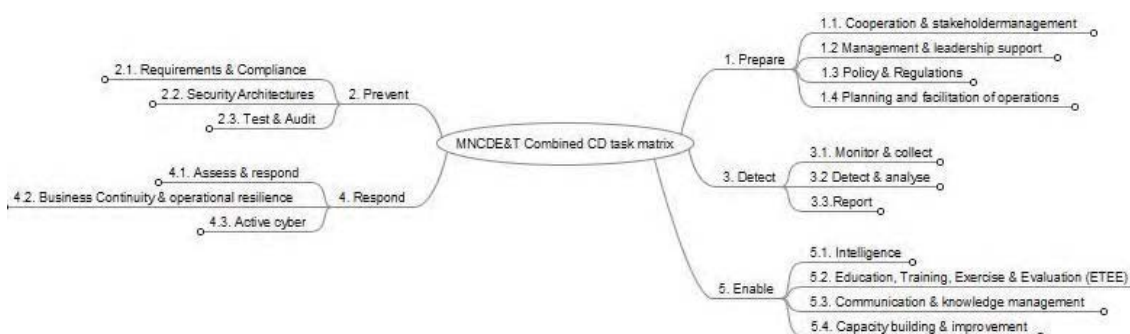 MNCDE&T Combined CD task matrix
1. Prepare
1.1. Cooperation & stakeholdermanagement
1.2 Management & leadership support
1.3 Policy & Regulations
1.4 Planning and facilitation of operations
2. Prevent
2.1. Requirements & Compliance
2.2. Security Architectures
2.3. Test & Audit
3. Detect
3.1. Monitor & collect
3.2 Detect & analyse
3.3.Report
4. Respond
4.1. Assess & respond
4.2. Business Continuity & operational resilience
4.3. Active cyber
5. Enable
5.1. Intelligence
5.2. Education, Training, Exercise & Evaluation (ETEE)
5.3. Communication & knowledge management
5.4. Capacity building & improvement